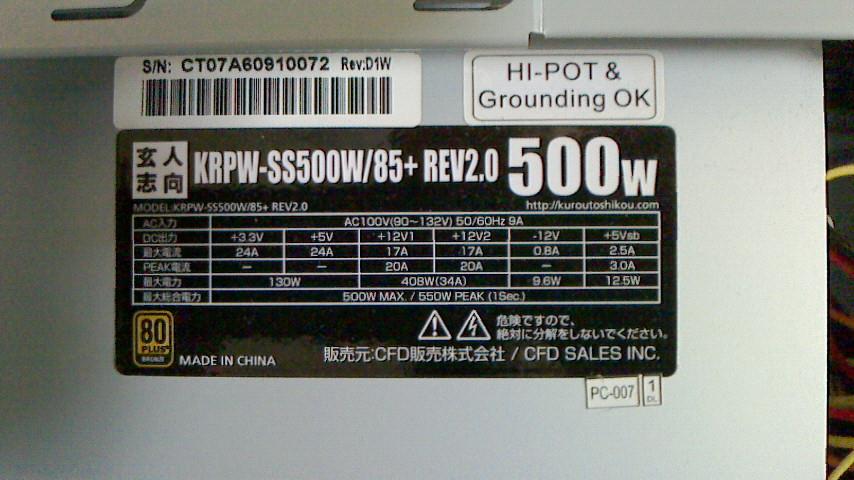 S/N: CT07A60910072 Rev:D1W
HI-POT &
Grounding OK
玄人
志向
KRPW-SS500W/85+ REV2.0 500W
MODEL:KRPW-SS500W/85+ REV2.0
http://kuroutoshikou.com/
AC入力 AC100V(90~132V) 50/60Hz 9A
DC出力 +3.3V +5V +12V1 +12V2 -12V +5Vsb
最大電流 24A 24A 17A 17A 0.8A 2.5A
PEAK電流 — — 20A 20A — 3.0A
最大電力 130W 408W(34A) 9.6W 12.5W
最大総合電力 500W MAX. / 550W PEAK (1Sec.)
危険ですので、
絶対に分解をしないでください。
80
PLUS
BRONZE
MADE IN CHINA
販売元:CFD販売株式会社 / CFD SALES INC.
PC-007
1
DL